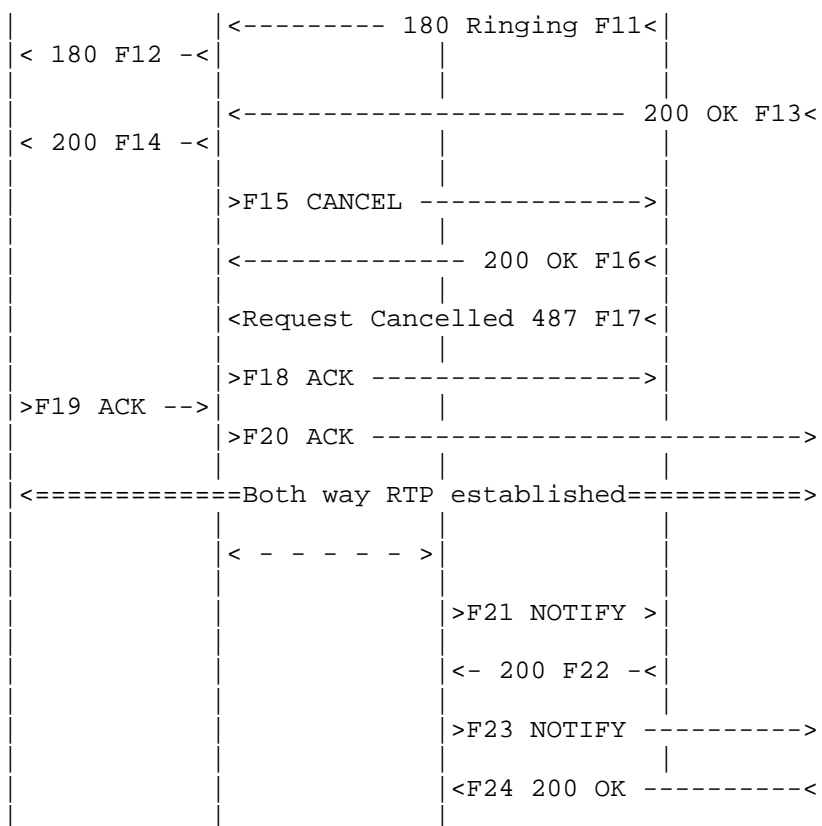 |<--------- 180 Ringing F11<|
|< 180 F12 -<|
|<------------------------ 200 OK F13<
|< 200 F14 -<|
|>F15 CANCEL -------------->|
|<-------------- 200 OK F16<|
|<Request Cancelled 487 F17<|
|>F18 ACK ----------------->|
|>F19 ACK -->|
|>F20 ACK --------------------------->
|<=============Both way RTP established===========>
|< - - - - - >|
|>F21 NOTIFY >|
|<- 200 F22 -<|
|>F23 NOTIFY ---------->
|<F24 200 OK ----------<